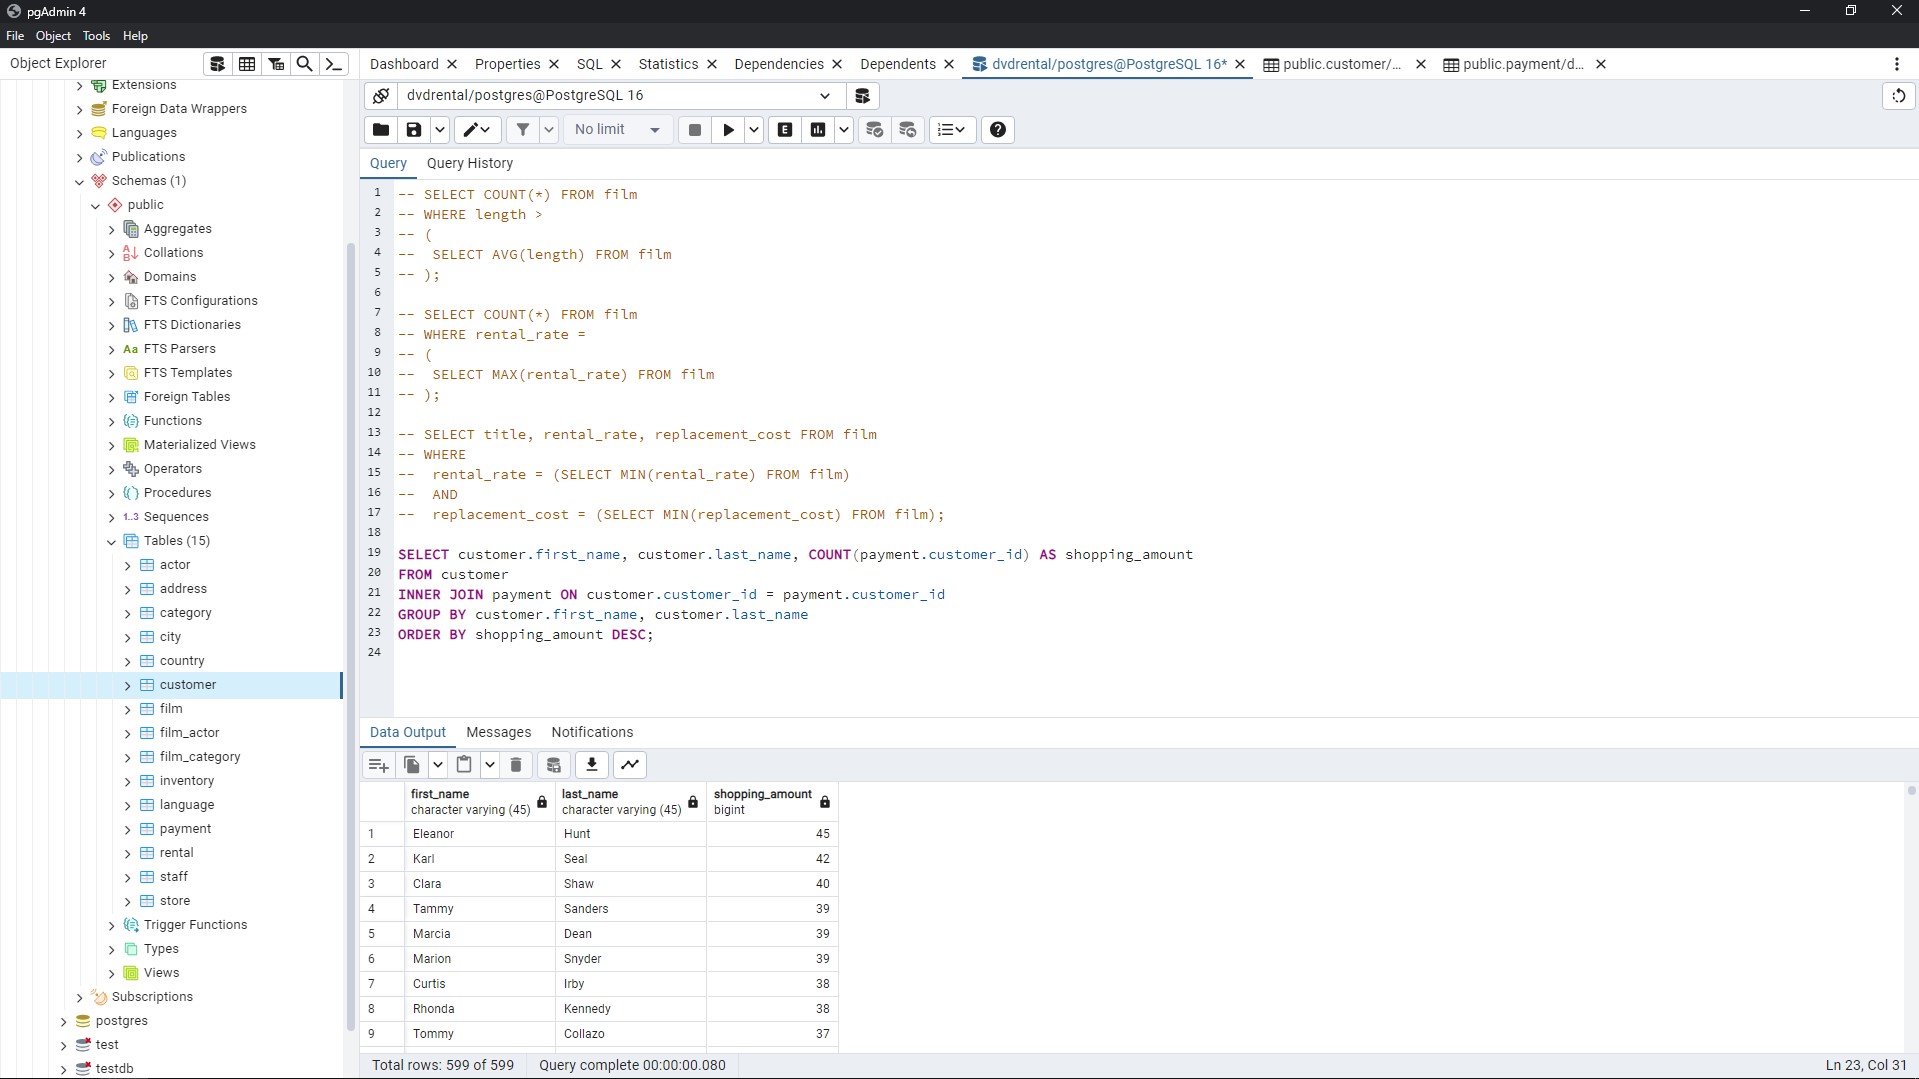 pgAdmin 4
File Object Tools Help
Object Explorer
Dashboard Properties SQL Statistics Dependencies Dependents dvdrental/postgres@PostgreSQL 16* public.customer/... public.payment/d...
Extensions
Foreign Data Wrappers
Languages
Publications
Schemas (1)
public
Aggregates
Collations
Domains
FTS Configurations
FTS Dictionaries
Aa FTS Parsers
FTS Templates
Foreign Tables
Functions
Materialized Views
Operators
Procedures
1..3 Sequences
Tables (15)
actor
address
category
city
country
customer
film
film_actor
film_category
inventory
language
payment
rental
staff
store
Trigger Functions
Types
Views
Subscriptions
postgres
test
testdb
dvdrental/postgres@PostgreSQL 16
No limit
E
Query Query History
1 -- SELECT COUNT(*) FROM film
2 -- WHERE length >
3 -- (
4 -- SELECT AVG(length) FROM film
5 -- );
6
7 -- SELECT COUNT(*) FROM film
8 -- WHERE rental_rate =
9 -- (
10 -- SELECT MAX(rental_rate) FROM film
11 -- );
12
13 -- SELECT title, rental_rate, replacement_cost FROM film
14 -- WHERE
15 -- rental_rate = (SELECT MIN(rental_rate) FROM film)
16 -- AND
17 -- replacement_cost = (SELECT MIN(replacement_cost) FROM film);
18
19 SELECT customer.first_name, customer.last_name, COUNT(payment.customer_id) AS shopping_amount
20 FROM customer
21 INNER JOIN payment ON customer.customer_id = payment.customer_id
22 GROUP BY customer.first_name, customer.last_name
23 ORDER BY shopping_amount DESC;
24
Data Output Messages Notifications
first_name last_name shopping_amount
character varying (45) character varying (45) bigint
1 Eleanor Hunt 45
2 Karl Seal 42
3 Clara Shaw 40
4 Tammy Sanders 39
5 Marcia Dean 39
6 Marion Snyder 39
7 Curtis Irby 38
8 Rhonda Kennedy 38
9 Tommy Collazo 37
Total rows: 599 of 599 Query complete 00:00:00.080 Ln 23, Col 31